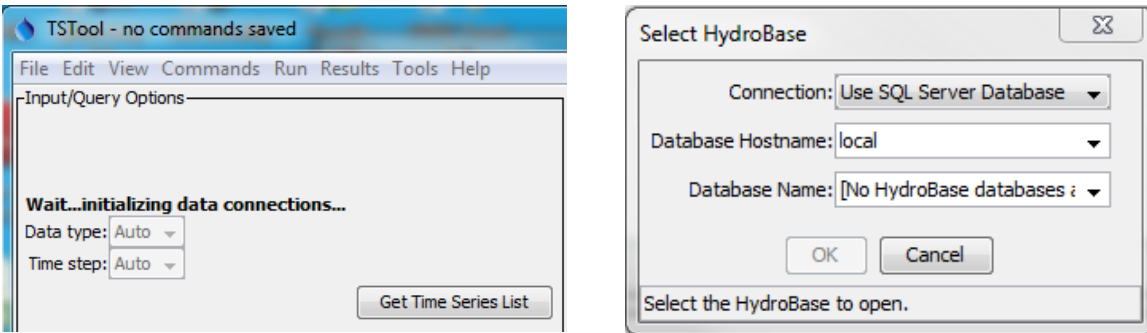 TSTool - no commands saved
File Edit View Commands Run Results Tools Help
Input/Query Options
Wait...initializing data connections...
Data type: Auto
Time step: Auto
Get Time Series List
Select HydroBase
Connection: Use SQL Server Database
Database Hostname: local
Database Name: [No HydroBase databases a
OK Cancel
Select the HydroBase to open.